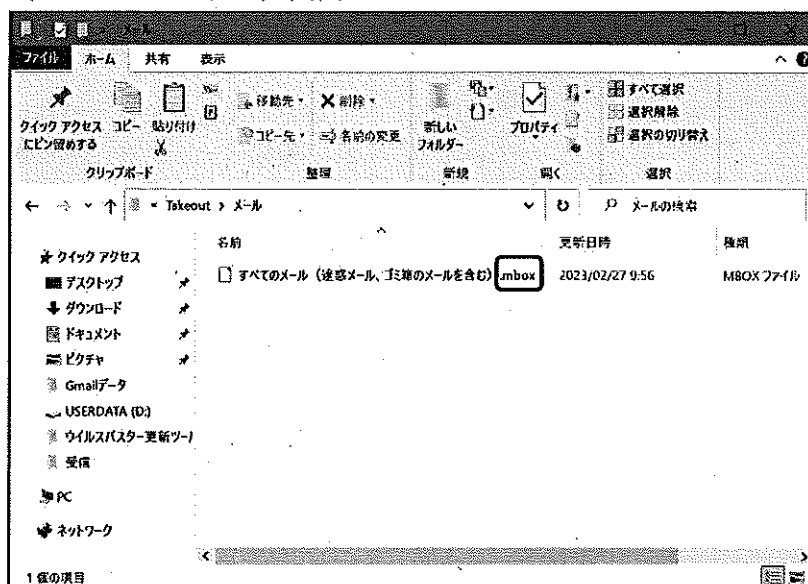 メール
ファイル ホーム 共有 表示
クイック アクセスにピン留めする
コピー
貼り付け
移動先
コピー先
削除
名前の変更
新しいフォルダー
プロパティ
すべて選択
選択解除
選択の切り替え
クリップボード 整理 新規 開く 選択
Takeout > メール
メールの検索
名前 更新日時 種類
すべてのメール（迷惑メール、ゴミ箱のメールを含む）.mbox 2023/02/27 9:56 MBOX ファイル
クイック アクセス
デスクトップ
ダウンロード
ドキュメント
ピクチャ
Gmailデータ
USERDATA (D:)
ウイルスバスター更新ツール
受信
PC
ネットワーク
1 個の項目